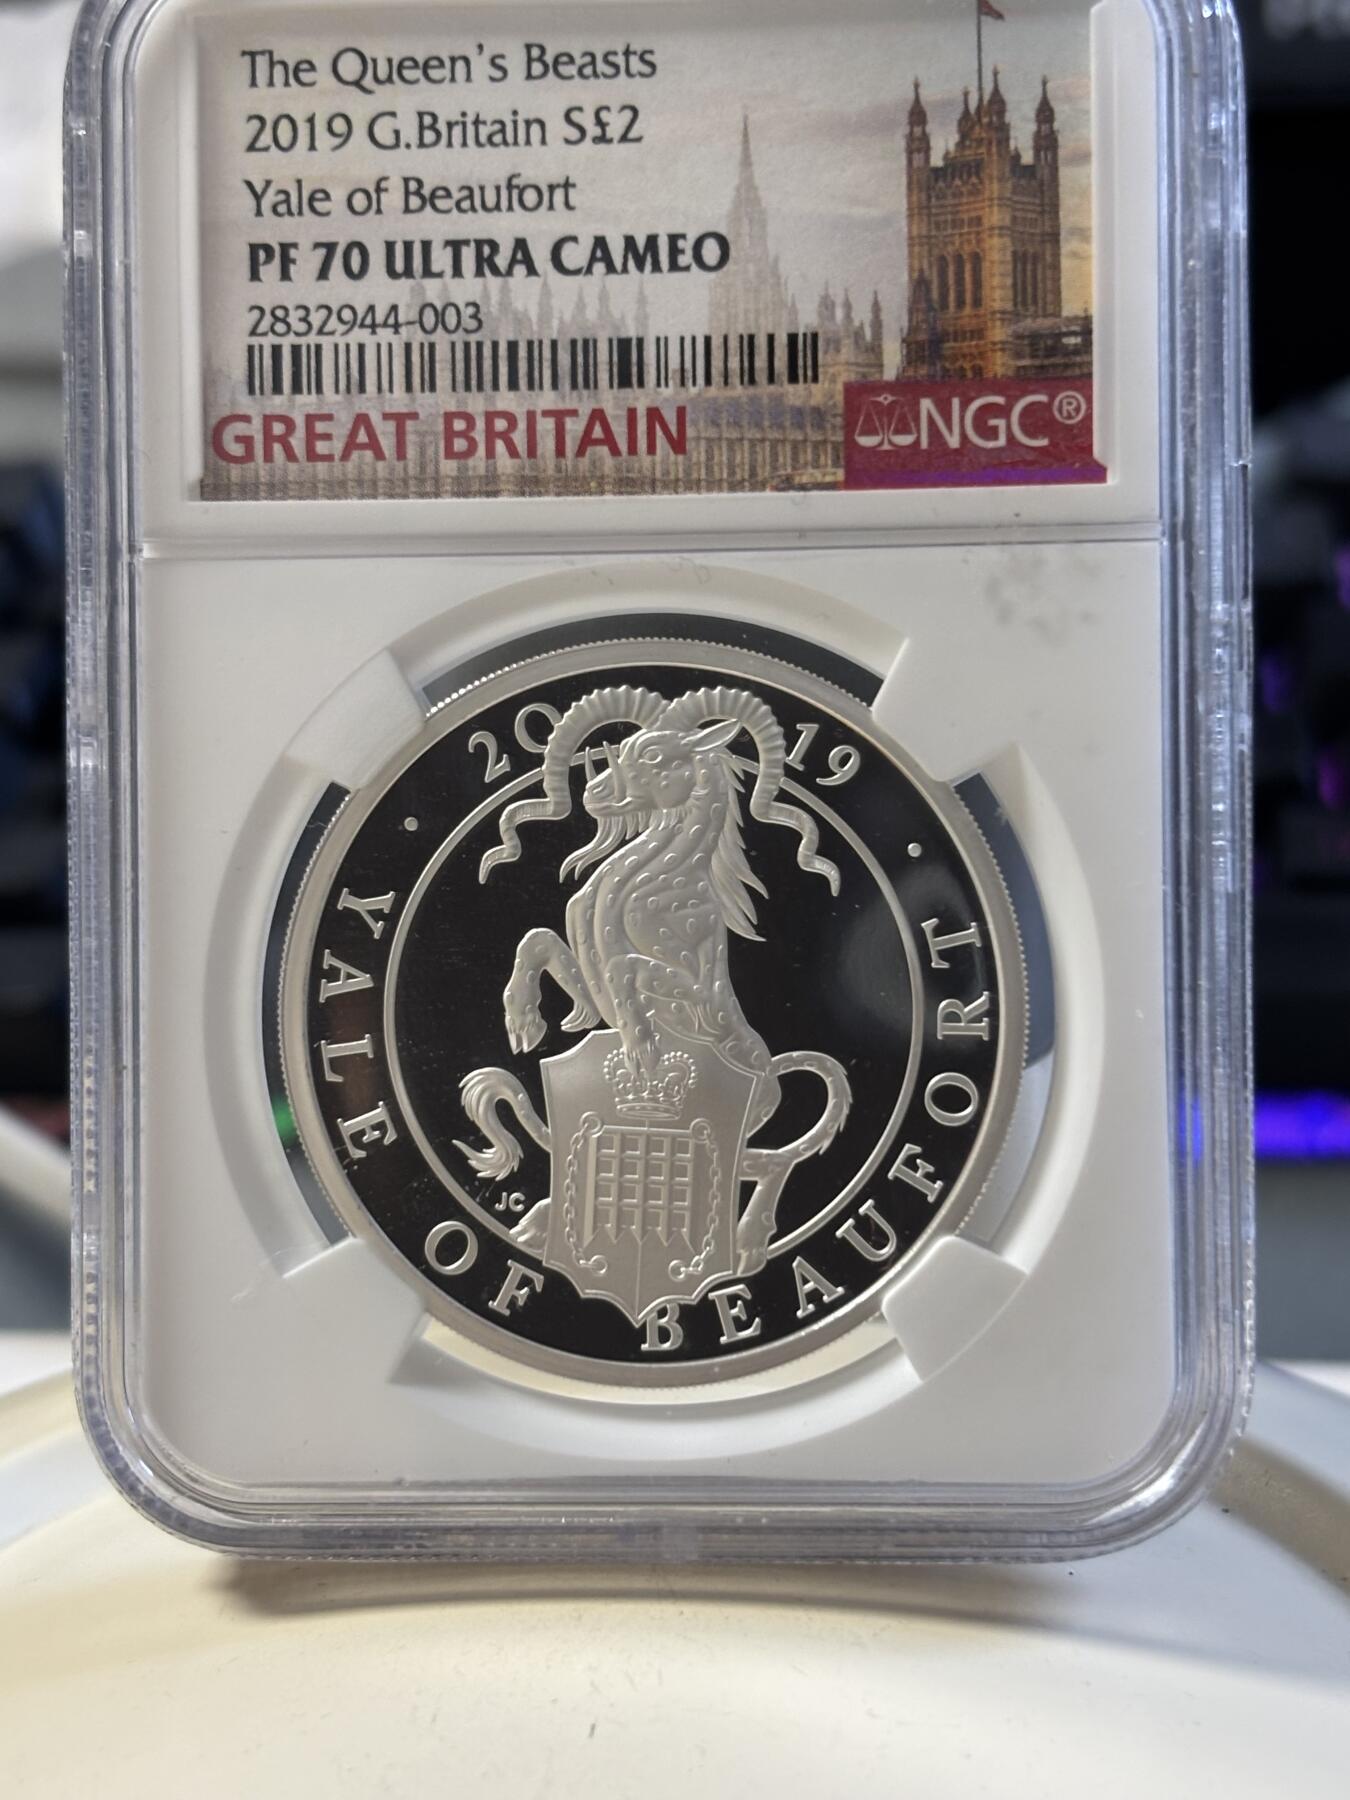 The Queen's Beasts
2019 G.Britain S£2
Yale of Beaufort
PF 70 ULTRA CAMEO
2832944-003
GREAT BRITAIN
NGC®
2019
YALE OF BEAUFORT
JC